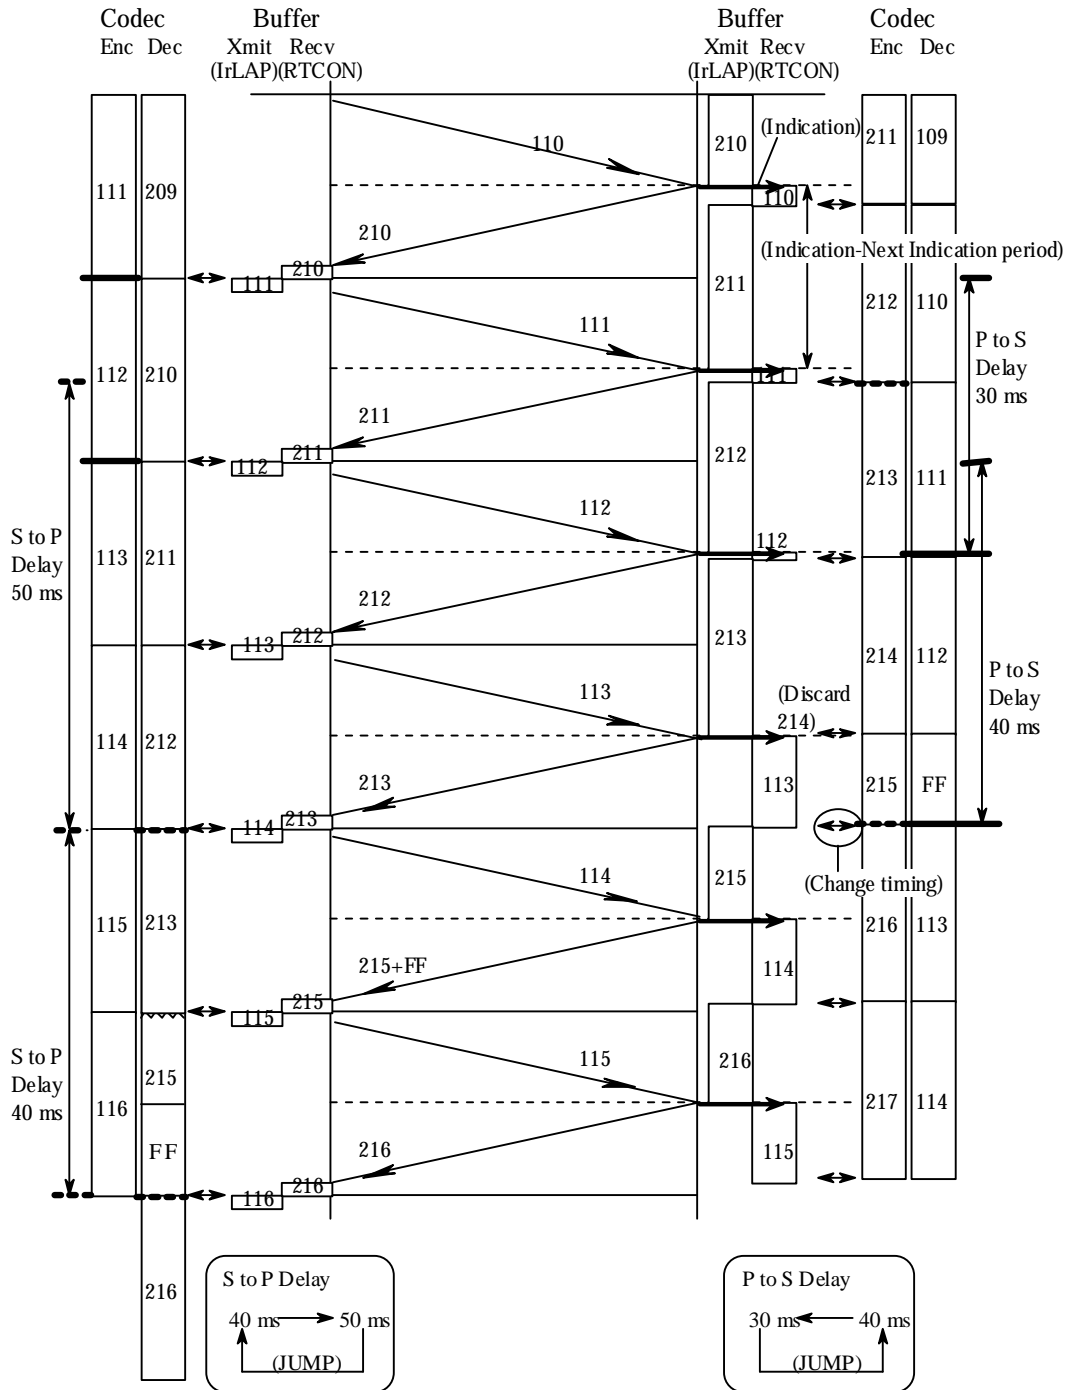 Codec Buffer Buffer Codec
Enc Dec Xmit Recv Xmit Recv Enc Dec
(IrLAP)(RTCON) (IrLAP)(RTCON)
(Indication)
110 210 211 109
111 209 110
210 (Indication-Next Indication period)
210 211
111 212 110
111 P to S
Delay
30 ms
112 210 111
211
211 212
112 213 111
S to P
Delay
50 ms
112 112
113 211
212
212 213
113 214 112
P to S
Delay
40 ms
113 (Discard
214)
114 212
213 113 215 FF
213
114
(Change timing)
114 215
115 213 216 113
215+FF 114
215
115
S to P
Delay
40 ms
115 216
215
116 217 114
FF 216 115
216
116
216
S to P Delay
40 ms 50 ms
(JUMP)
P to S Delay
30 ms 40 ms
(JUMP)